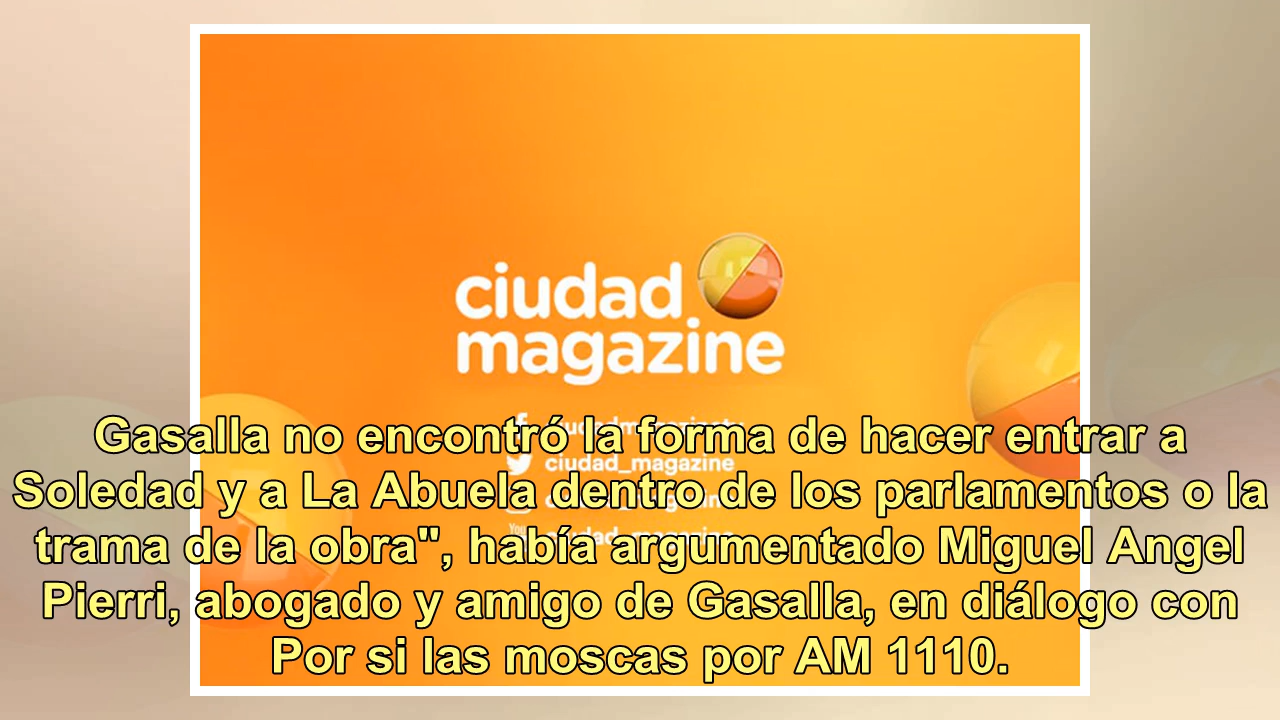 ciudad
magazine
ciudad_magazine
Gasalla no encontró la forma de hacer entrar a
Soledad y a La Abuela dentro de los parlamentos o la
trama de la obra", había argumentado Miguel Angel
Pierri, abogado y amigo de Gasalla, en diálogo con
Por si las moscas por AM 1110.